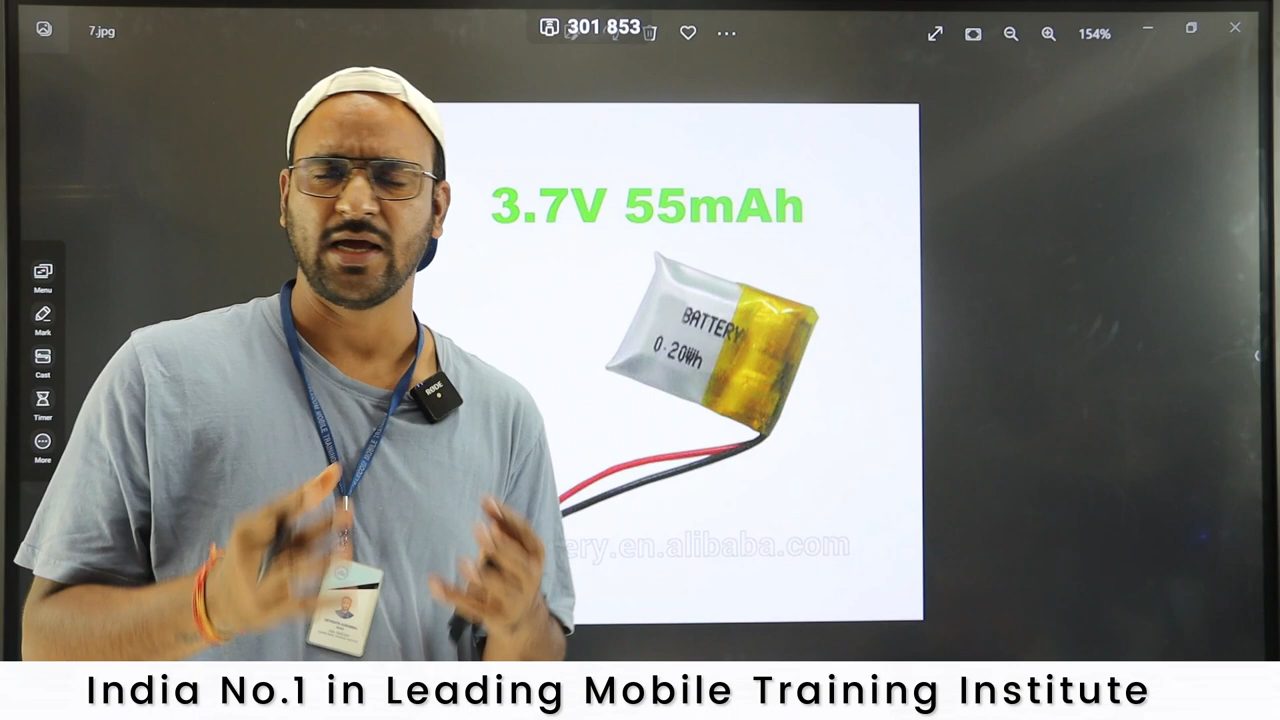 7.jpg
301 853
154%
3.7V 55mAh
BATTERY
0.20Wh
ery.en.alibaba.com
Menu
Mark
Cast
Timer
More
RØDE
India No.1 in Leading Mobile Training Institute